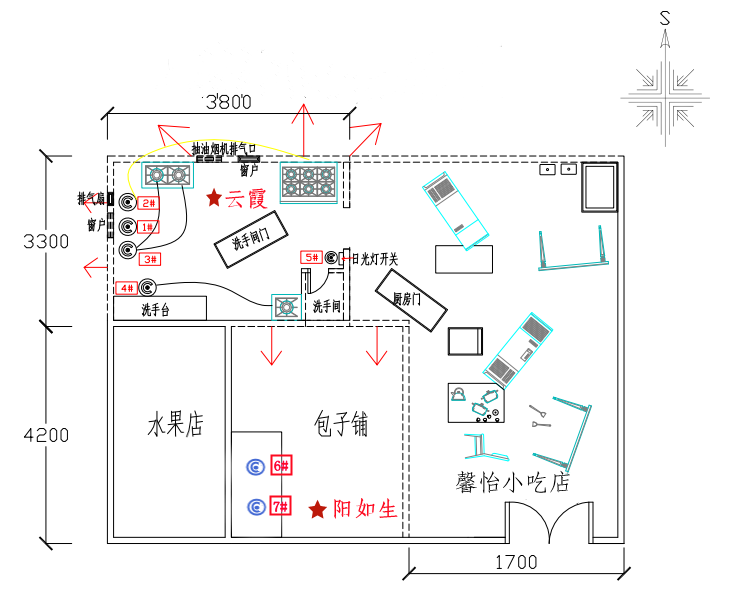 S
3'80'0
抽油烟机排气口
窗户
排气扇
2#
云霞
窗户
1#
洗手间门
3#
5#
日光灯开关
3300
4#
厨房门
洗手台
洗手间
水果店
包子铺
4200
6#
馨怡小吃店
7#
阳如生
1700